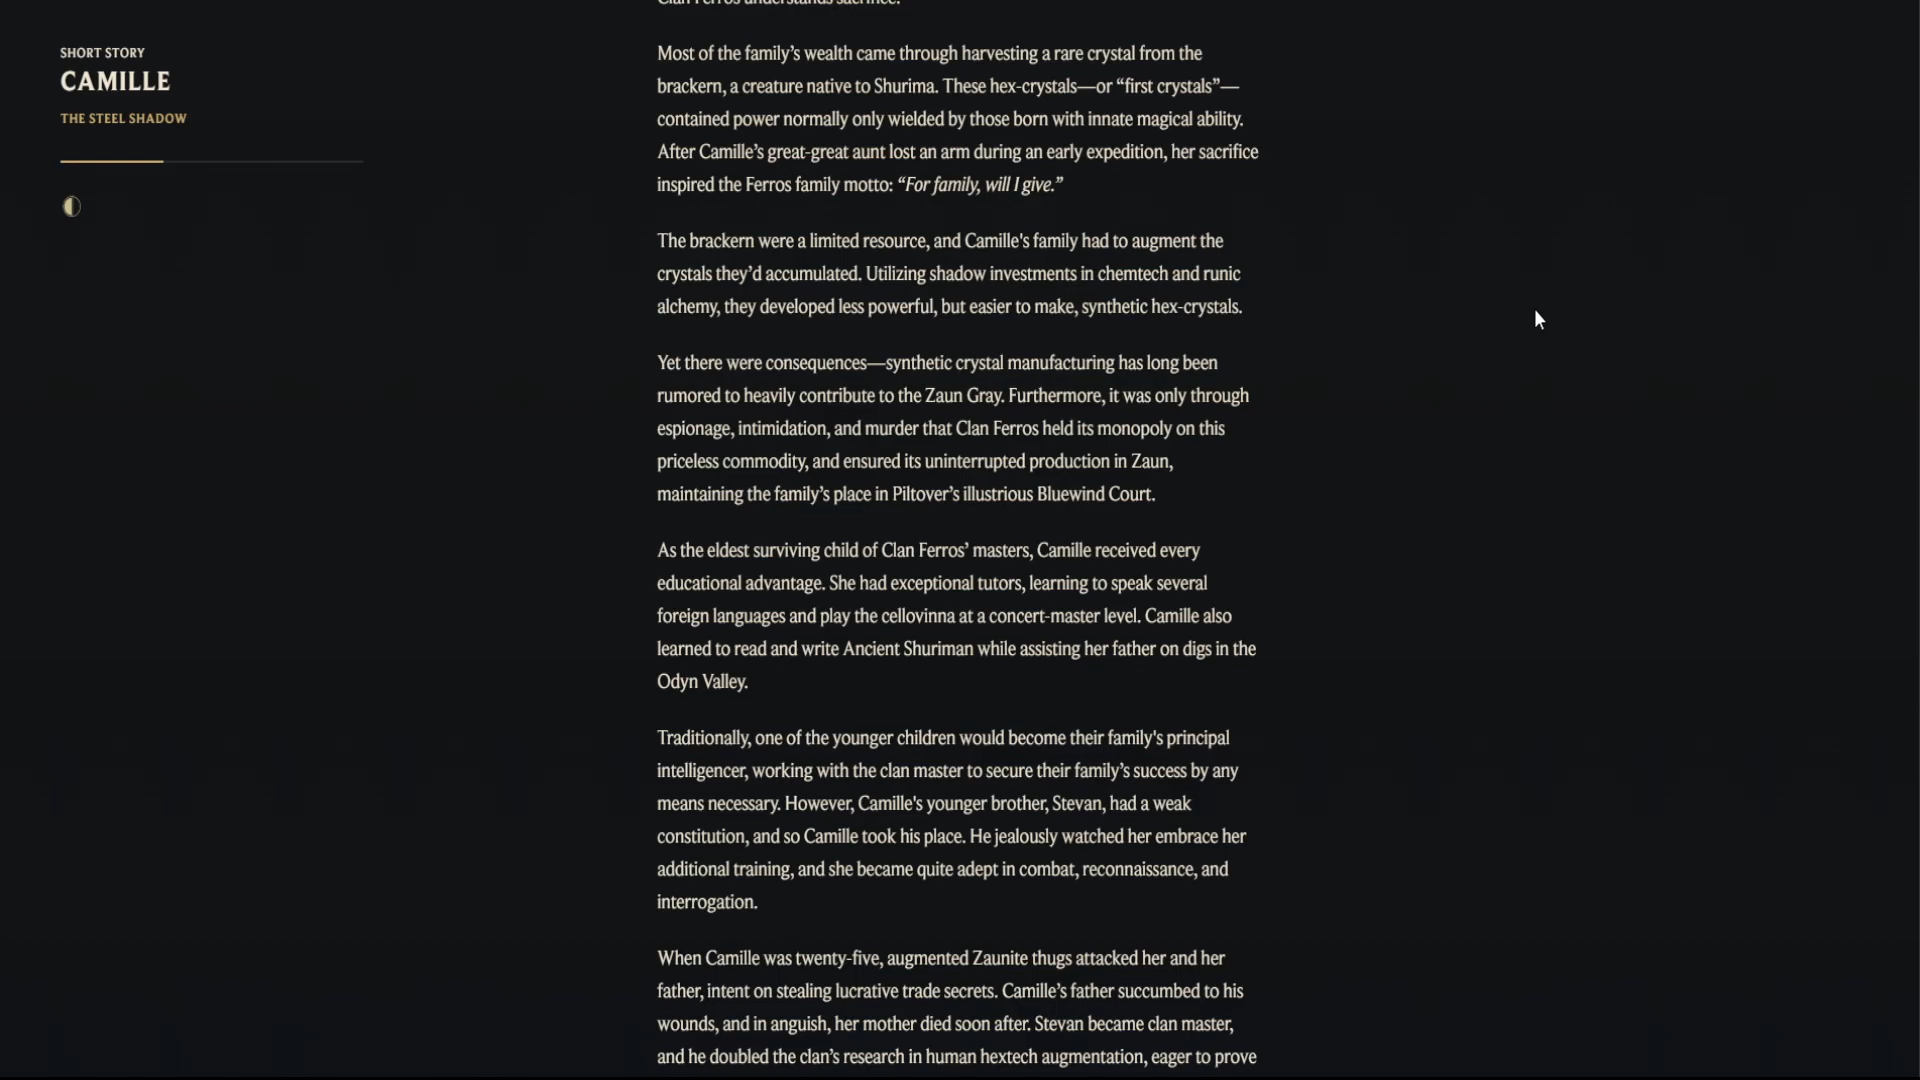 Clan Ferros understands sacrifice.
SHORT STORY
CAMILLE
THE STEEL SHADOW
Most of the family’s wealth came through harvesting a rare crystal from the
brackern, a creature native to Shurima. These hex-crystals—or “first crystals”—
contained power normally only wielded by those born with innate magical ability.
After Camille’s great-great aunt lost an arm during an early expedition, her sacrifice
inspired the Ferros family motto: “For family, will I give.”
The brackern were a limited resource, and Camille's family had to augment the
crystals they’d accumulated. Utilizing shadow investments in chemtech and runic
alchemy, they developed less powerful, but easier to make, synthetic hex-crystals.
Yet there were consequences—synthetic crystal manufacturing has long been
rumored to heavily contribute to the Zaun Gray. Furthermore, it was only through
espionage, intimidation, and murder that Clan Ferros held its monopoly on this
priceless commodity, and ensured its uninterrupted production in Zaun,
maintaining the family’s place in Piltover’s illustrious Bluewind Court.
As the eldest surviving child of Clan Ferros’ masters, Camille received every
educational advantage. She had exceptional tutors, learning to speak several
foreign languages and play the cellovinna at a concert-master level. Camille also
learned to read and write Ancient Shuriman while assisting her father on digs in the
Odyn Valley.
Traditionally, one of the younger children would become their family's principal
intelligencer, working with the clan master to secure their family’s success by any
means necessary. However, Camille's younger brother, Stevan, had a weak
constitution, and so Camille took his place. He jealously watched her embrace her
additional training, and she became quite adept in combat, reconnaissance, and
interrogation.
When Camille was twenty-five, augmented Zaunite thugs attacked her and her
father, intent on stealing lucrative trade secrets. Camille’s father succumbed to his
wounds, and in anguish, her mother died soon after. Stevan became clan master,
and he doubled the clan’s research in human hextech augmentation, eager to prove